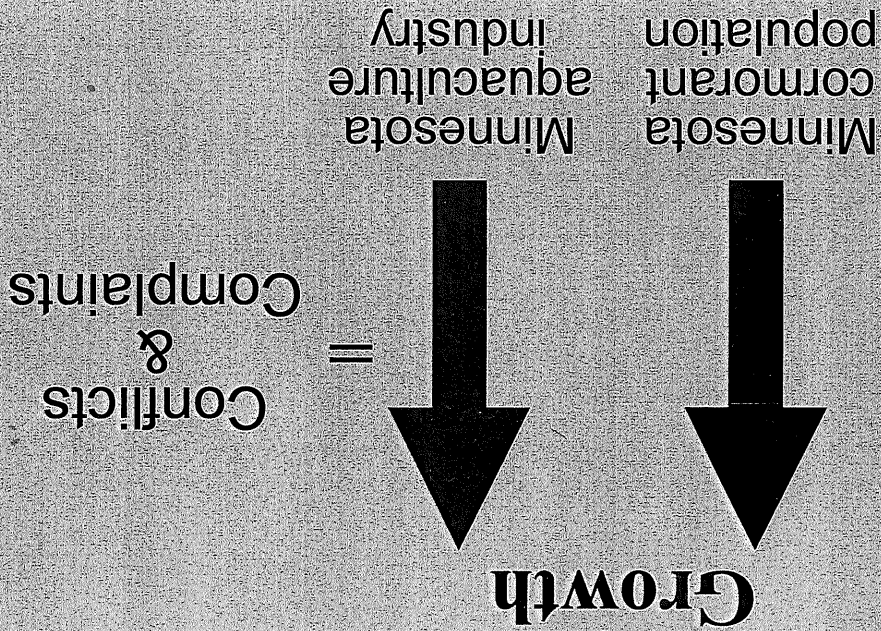 Growth
=
Conflicts
&
Complaints
Minnesota
cormorant
population
Minnesota
aquaculture
industry